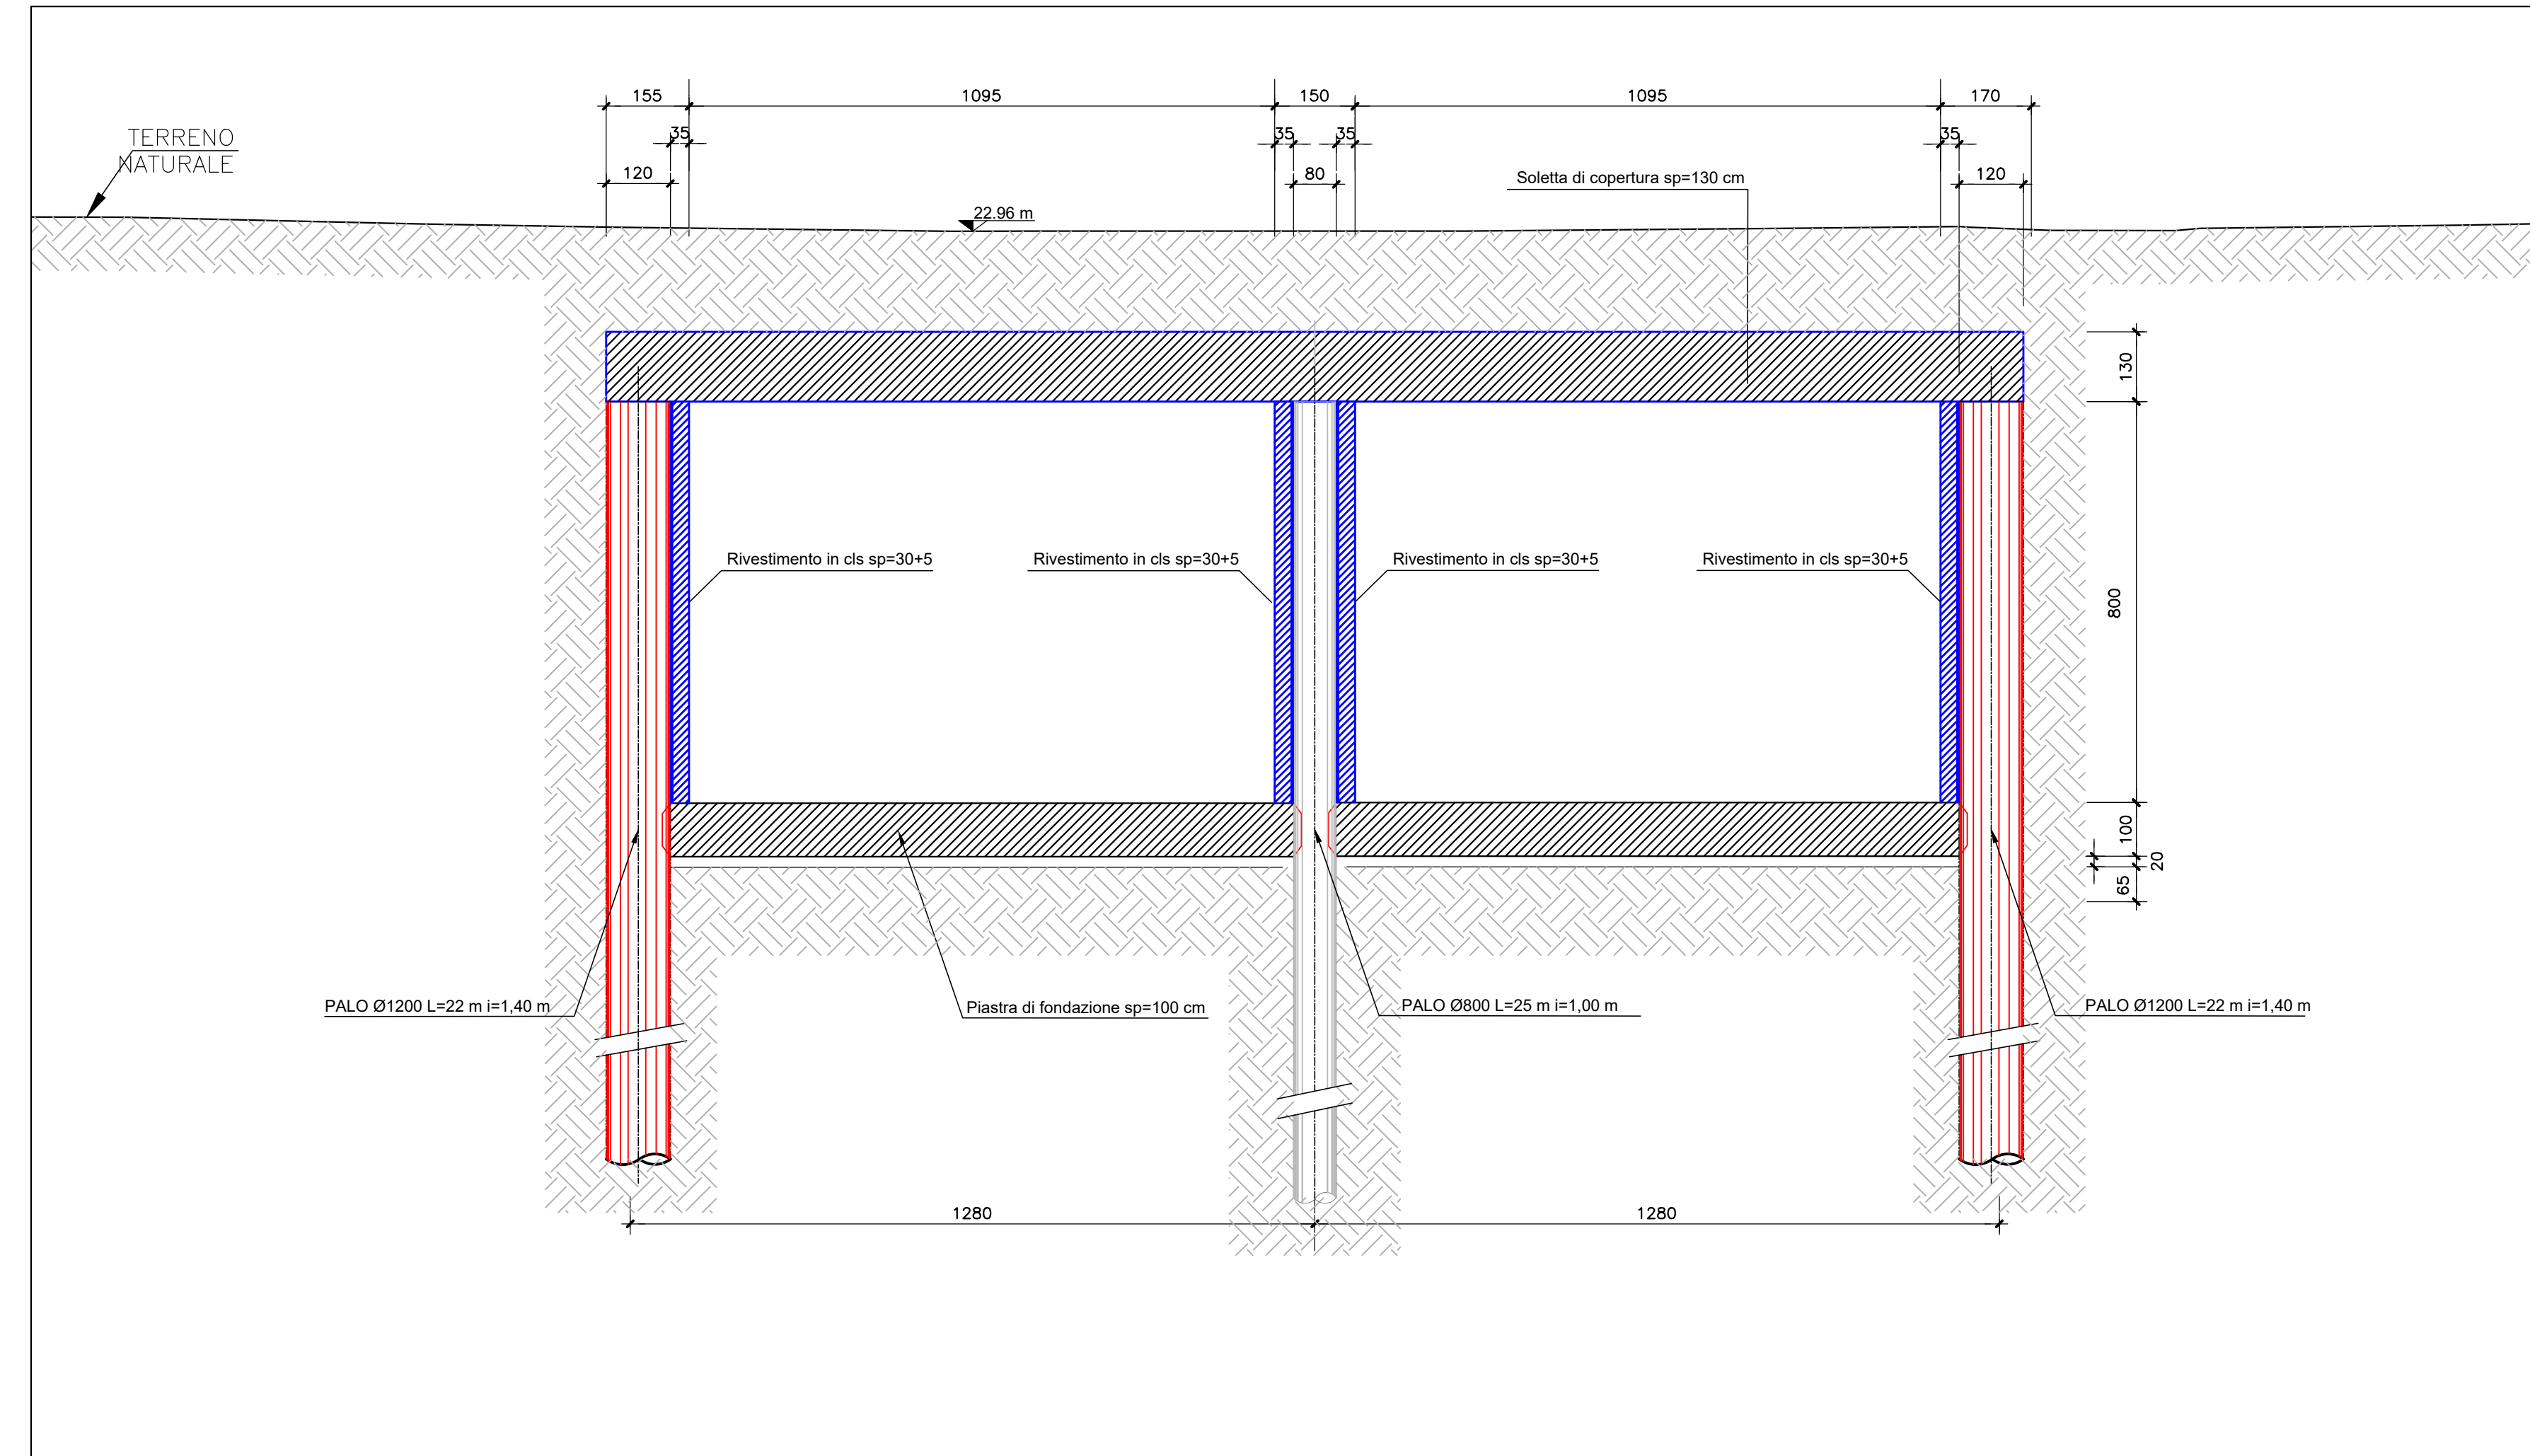 155
1095
150
1095
170
35
35
35
35
TERRENO
NATURALE
120
80
Soletta di copertura sp=130 cm
120
22.96 m
130
Rivestimento in cls sp=30+5
Rivestimento in cls sp=30+5
Rivestimento in cls sp=30+5
Rivestimento in cls sp=30+5
800
100
20
65
PALO Ø1200 L=22 m i=1,40 m
Piastra di fondazione sp=100 cm
PALO Ø800 L=25 m i=1,00 m
PALO Ø1200 L=22 m i=1,40 m
1280
1280